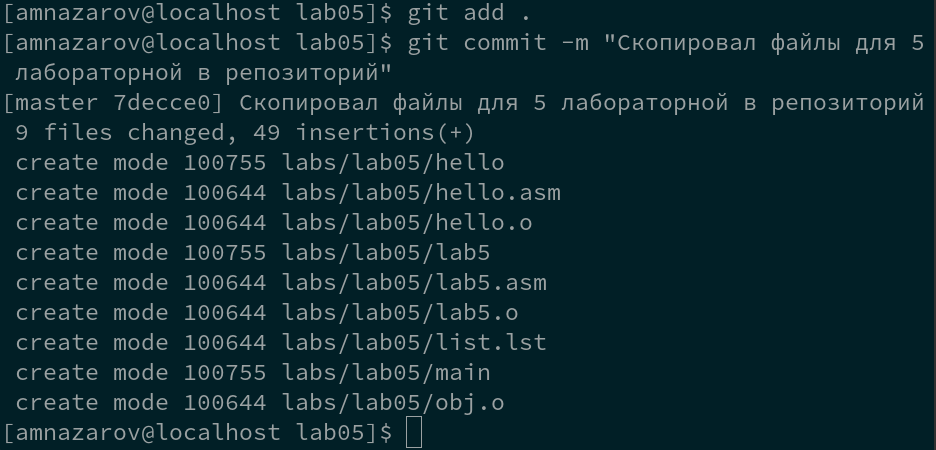 [amnazarov@localhost lab05]$ git add .
[amnazarov@localhost lab05]$ git commit -m "Скопировал файлы для 5
лабораторной в репозиторий"
[master 7decce0] Скопировал файлы для 5 лабораторной в репозиторий
9 files changed, 49 insertions(+)
create mode 100755 labs/lab05/hello
create mode 100644 labs/lab05/hello.asm
create mode 100644 labs/lab05/hello.o
create mode 100755 labs/lab05/lab5
create mode 100644 labs/lab05/lab5.asm
create mode 100644 labs/lab05/lab5.o
create mode 100644 labs/lab05/list.lst
create mode 100755 labs/lab05/main
create mode 100644 labs/lab05/obj.o
[amnazarov@localhost lab05]$